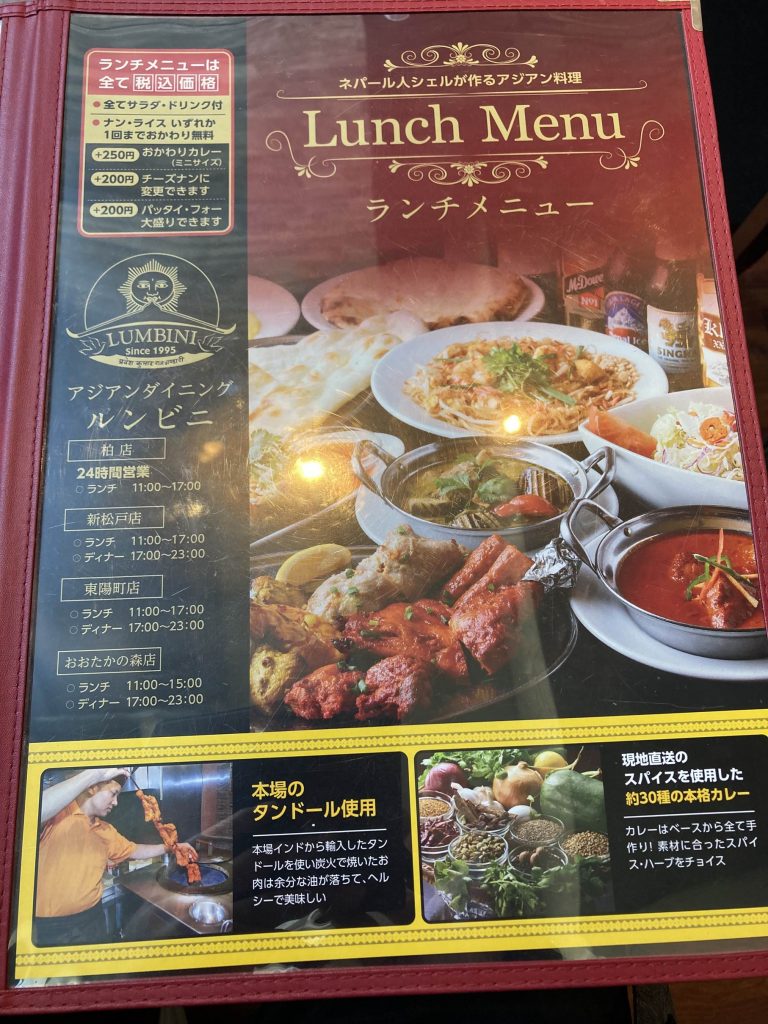 ランチメニューは
全て税込価格
● 全てサラダ・ドリンク付
● ナン・ライス いずれか
1回までおかわり無料
+250円 おかわりカレー
(ミニサイズ)
+200円 チーズナンに
変更できます
+200円 パッタイ・フォー
大盛りできます
ネパール人シェルが作るアジアン料理
Lunch Menu
ランチメニュー
LUMBINI
Since 1995
アジアンダイニング
ルンビニ
柏店
24時間営業
○ ランチ 11:00〜17:00
新松戸店
○ ランチ 11:00〜17:00
○ ディナー 17:00〜23:00
東陽町店
○ ランチ 11:00〜17:00
○ ディナー 17:00〜23:00
おおたかの森店
○ ランチ 11:00〜15:00
○ ディナー 17:00〜23:00
McDowe
No1
SINGHA
本場の
タンドール使用
本場インドから輸入したタン
ドールを使い炭火で焼いたお
肉は余分な油が落ちて、ヘル
シーで美味しい
現地直送の
スパイスを使用した
約30種の本格カレー
カレーはベースから全て手
作り! 素材に合ったスパイ
ス・ハーブをチョイス